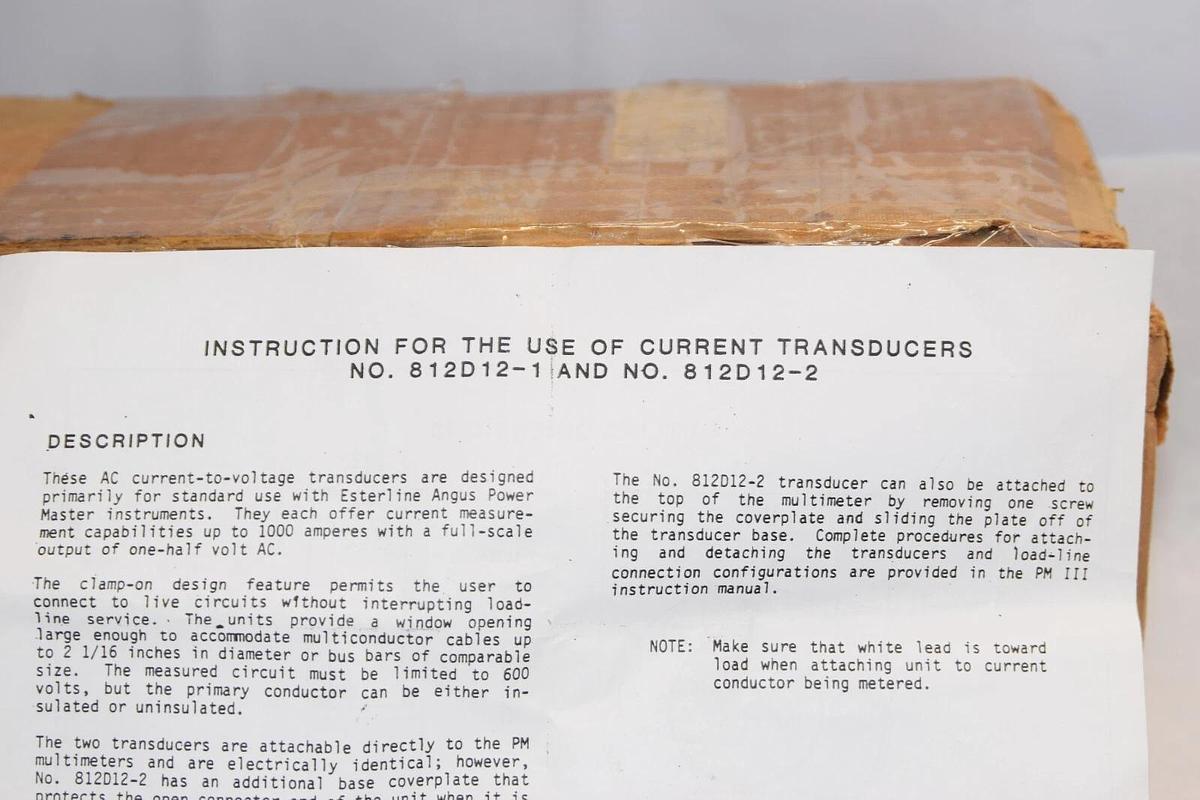 INSTRUCTION FOR THE USE OF CURRENT TRANSDUCERS
NO. 812D12-1 AND NO. 812D12-2
DESCRIPTION
These AC current-to-voltage transducers are designed
primarily for standard use with Esterline Angus Power
Master instruments. They each offer current measure-
ment capabilities up to 1000 amperes with a full-scale
output of one-half volt AC.
The clamp-on design feature permits the user to
connect to live circuits without interrupting load-
line service. The units provide a window opening
large enough to accommodate multiconductor cables up
to 2 1/16 inches in diameter or bus bars of comparable
size. The measured circuit must be limited to 600
volts, but the primary conductor can be either in-
sulated or uninsulated.
The two transducers are attachable directly to the PM
multimeters and are electrically identical; however,
No. 812D12-2 has an additional base coverplate that
protects the open connector end of the unit when it is
The No. 812D12-2 transducer can also be attached to
the top of the multimeter by removing one screw
securing the coverplate and sliding the plate off of
the transducer base. Complete procedures for attach-
ing and detaching the transducers and load-line
connection configurations are provided in the PM III
instruction manual.
NOTE: Make sure that white lead is toward
load when attaching unit to current
conductor being metered.